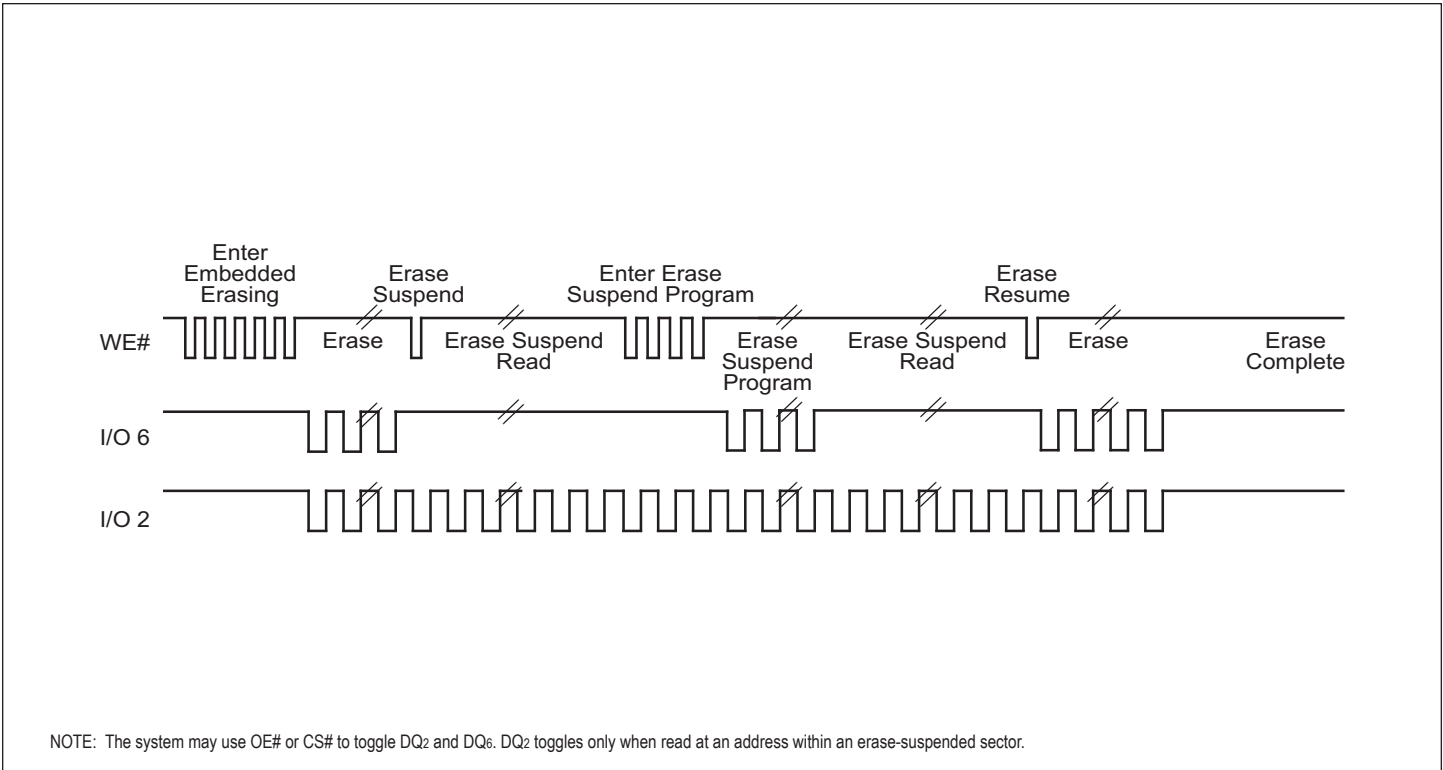 Enter
Embedded
Erasing
Erase
Suspend
Enter Erase
Suspend Program
Erase
Resume
WE#
Erase
Erase Suspend
Read
Erase
Suspend
Program
Erase Suspend
Read
Erase
Erase
Complete
I/O 6
I/O 2
NOTE: The system may use OE# or CS# to toggle DQ2 and DQ6. DQ2 toggles only when read at an address within an erase-suspended sector.